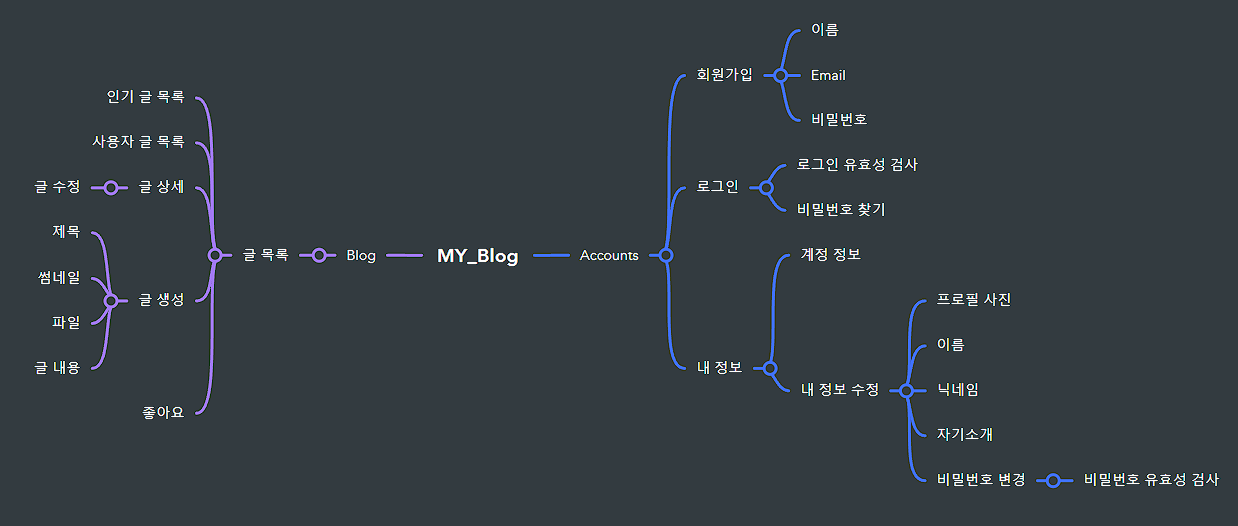 MY_Blog
Blog
글 목록
인기 글 목록
사용자 글 목록
글 상세
글 수정
글 생성
제목
썸네일
파일
글 내용
좋아요
Accounts
회원가입
이름
Email
비밀번호
로그인
로그인 유효성 검사
비밀번호 찾기
내 정보
계정 정보
내 정보 수정
프로필 사진
이름
닉네임
자기소개
비밀번호 변경
비밀번호 유효성 검사